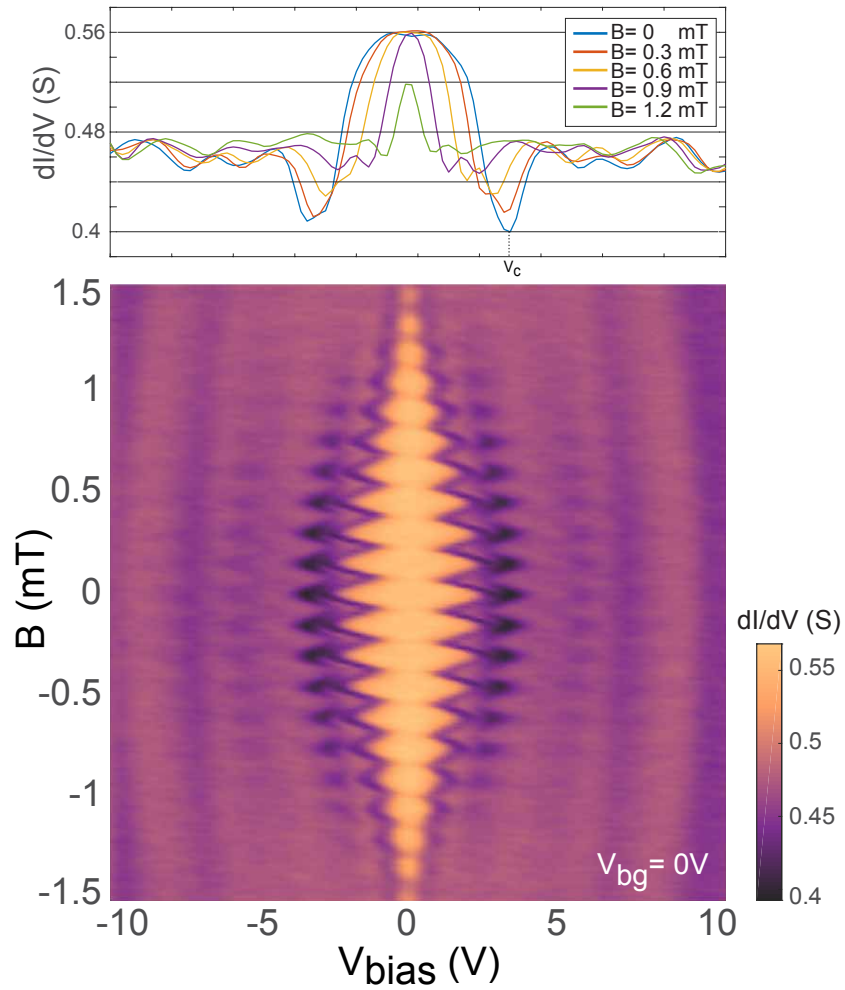 dI/dV (S)
0.56
0.48
0.4
B= 0 mT
B= 0.3 mT
B= 0.6 mT
B= 0.9 mT
B= 1.2 mT
Vc
B (mT)
1.5
1
0.5
0
-0.5
-1
-1.5
-10
-5
0
5
10
Vbias (V)
Vbg= 0V
dI/dV (S)
0.55
0.5
0.45
0.4